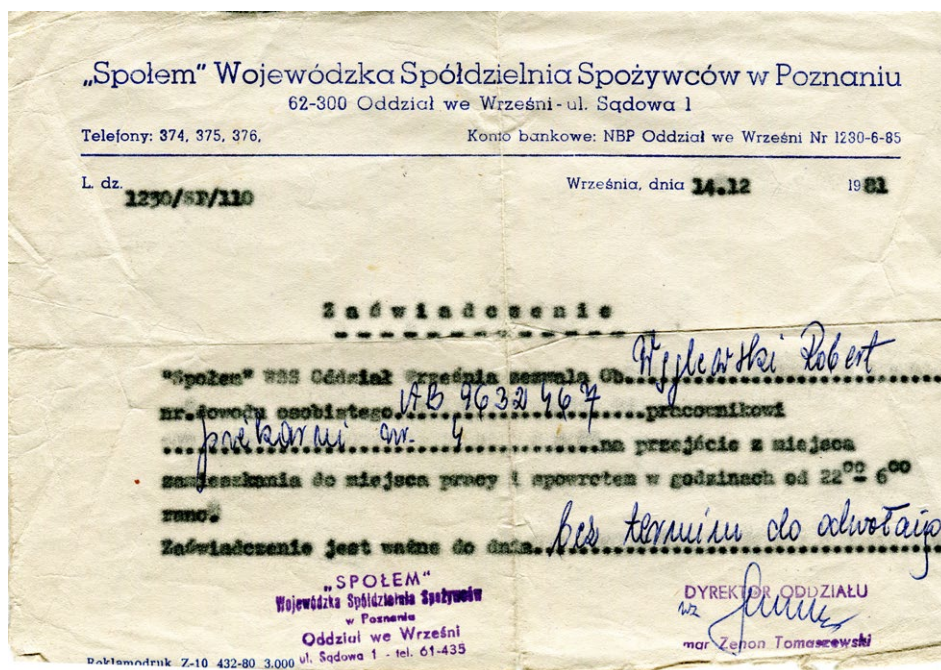 „Społem” Wojewódzka Spółdzielnia Spożywców w Poznaniu
62-300 Oddział we Wrześni - ul. Sądowa 1
Telefony: 374, 375, 376,   Konto bankowe: NBP Oddział we Wrześni Nr 1230-6-85
L. dz. 1230/SP/110   Września, dnia 14.12 1981
Zaświadczenie
"Społem" WSS Oddział Września zezwala Ob. Wyglewski Robert
nr.dowodu osobistego AB 9632467 pracownikowi
piekarni nr. 4 na przejście z miejsca
zamieszkania do miejsca pracy i spowrotem w godzinach od 22⁰⁰- 6⁰⁰
rano.
Zaświadczenie jest ważne do dnia. bez terminu do odwołaija
„SPOŁEM”
Wojewódzka Spółdzielnia Spożywców
w Poznaniu
Oddział we Wrześni
ul. Sądowa 1 - tel. 61-435
DYREKTOR ODDZIAŁU
wz
mgr Zenon Tomaszewski
Reklamodruk Z-10 432-80 3.000